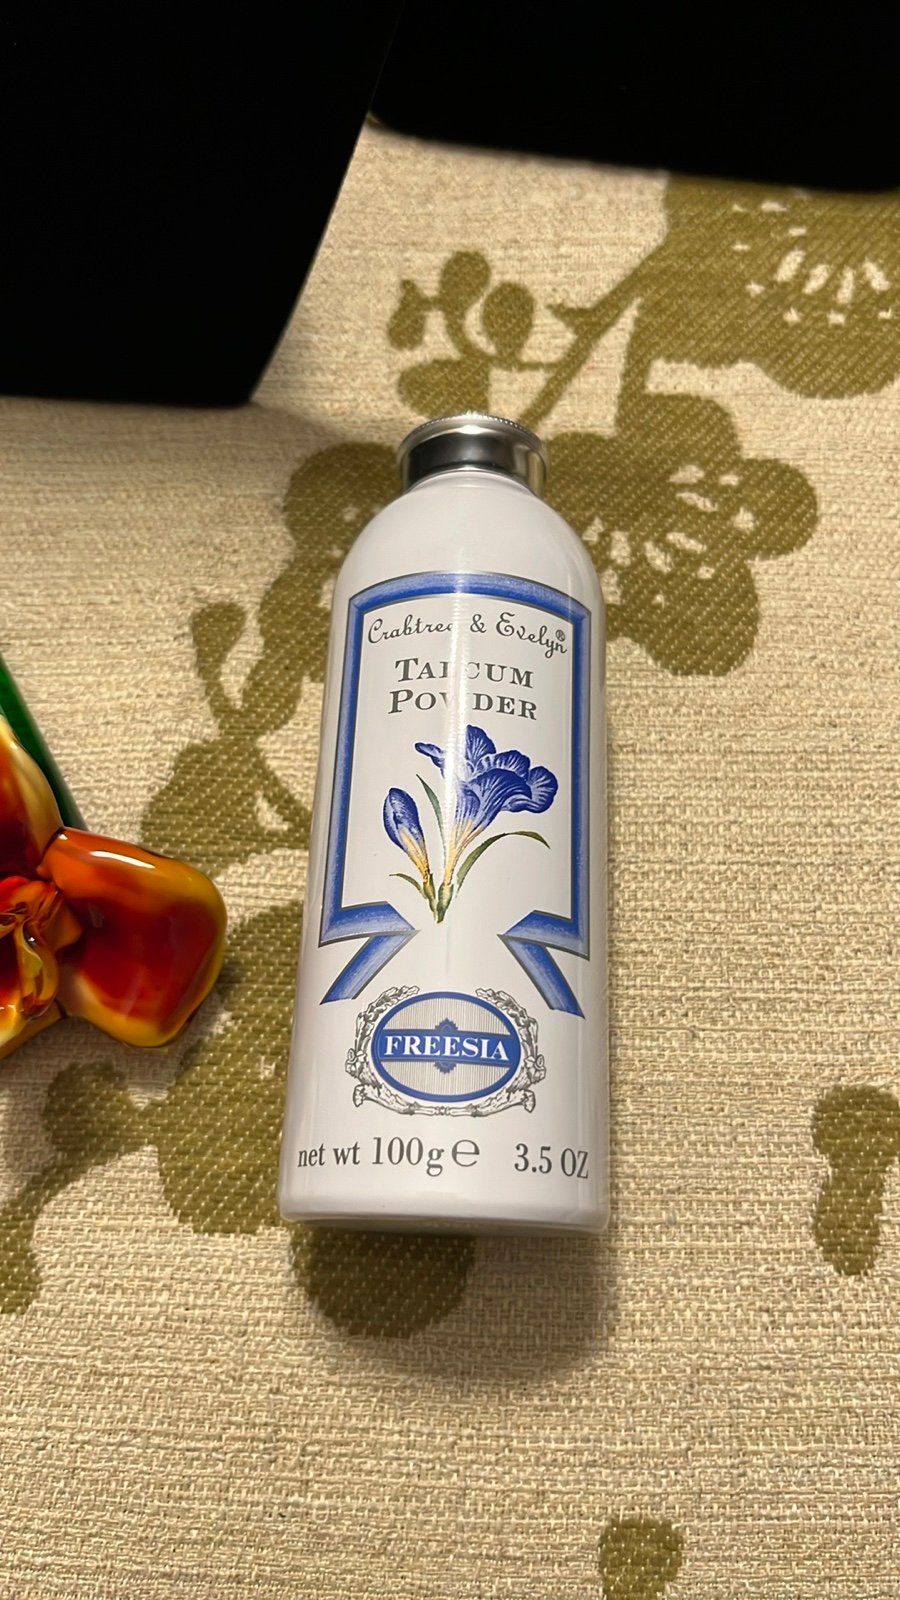 Crabtree & Evelyn®
TALCUM
POWDER
FREESIA
net wt 100g ℮ 3.5 OZ